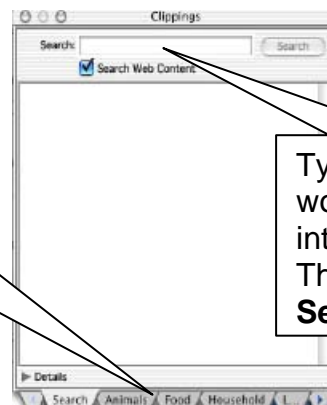 Clippings
Search:
Search
Search Web Content
Ty
wo
int
Th
Se
Details
Search Animals Food Household L...